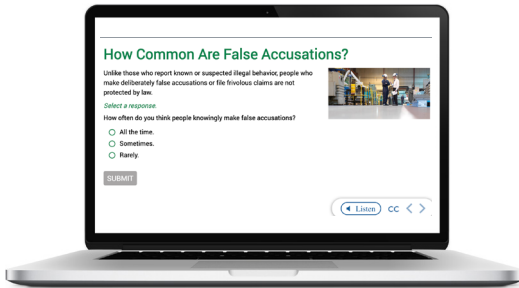 How Common Are False Accusations?
Unlike those who report known or suspected illegal behavior, people who
make deliberately false accusations or file frivolous claims are not
protected by law.
Select a response.
How often do you think people knowingly make false accusations?
All the time.
Sometimes.
Rarely.
SUBMIT
Listen CC